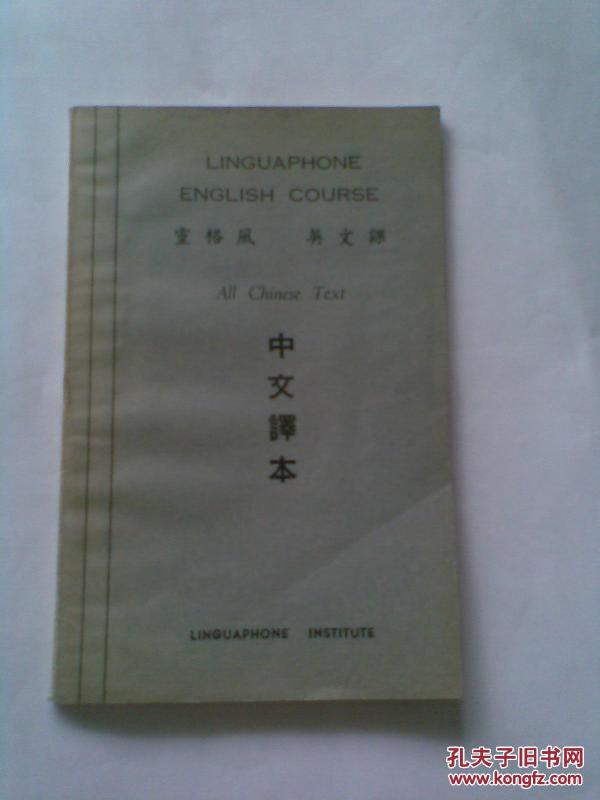 LINGUAPHONE
ENGLISH COURSE
靈格風 英文課
All Chinese Text
中
文
譯
本
LINGUAPHONE INSTITUTE
孔夫子旧书网
www.kongfz.com